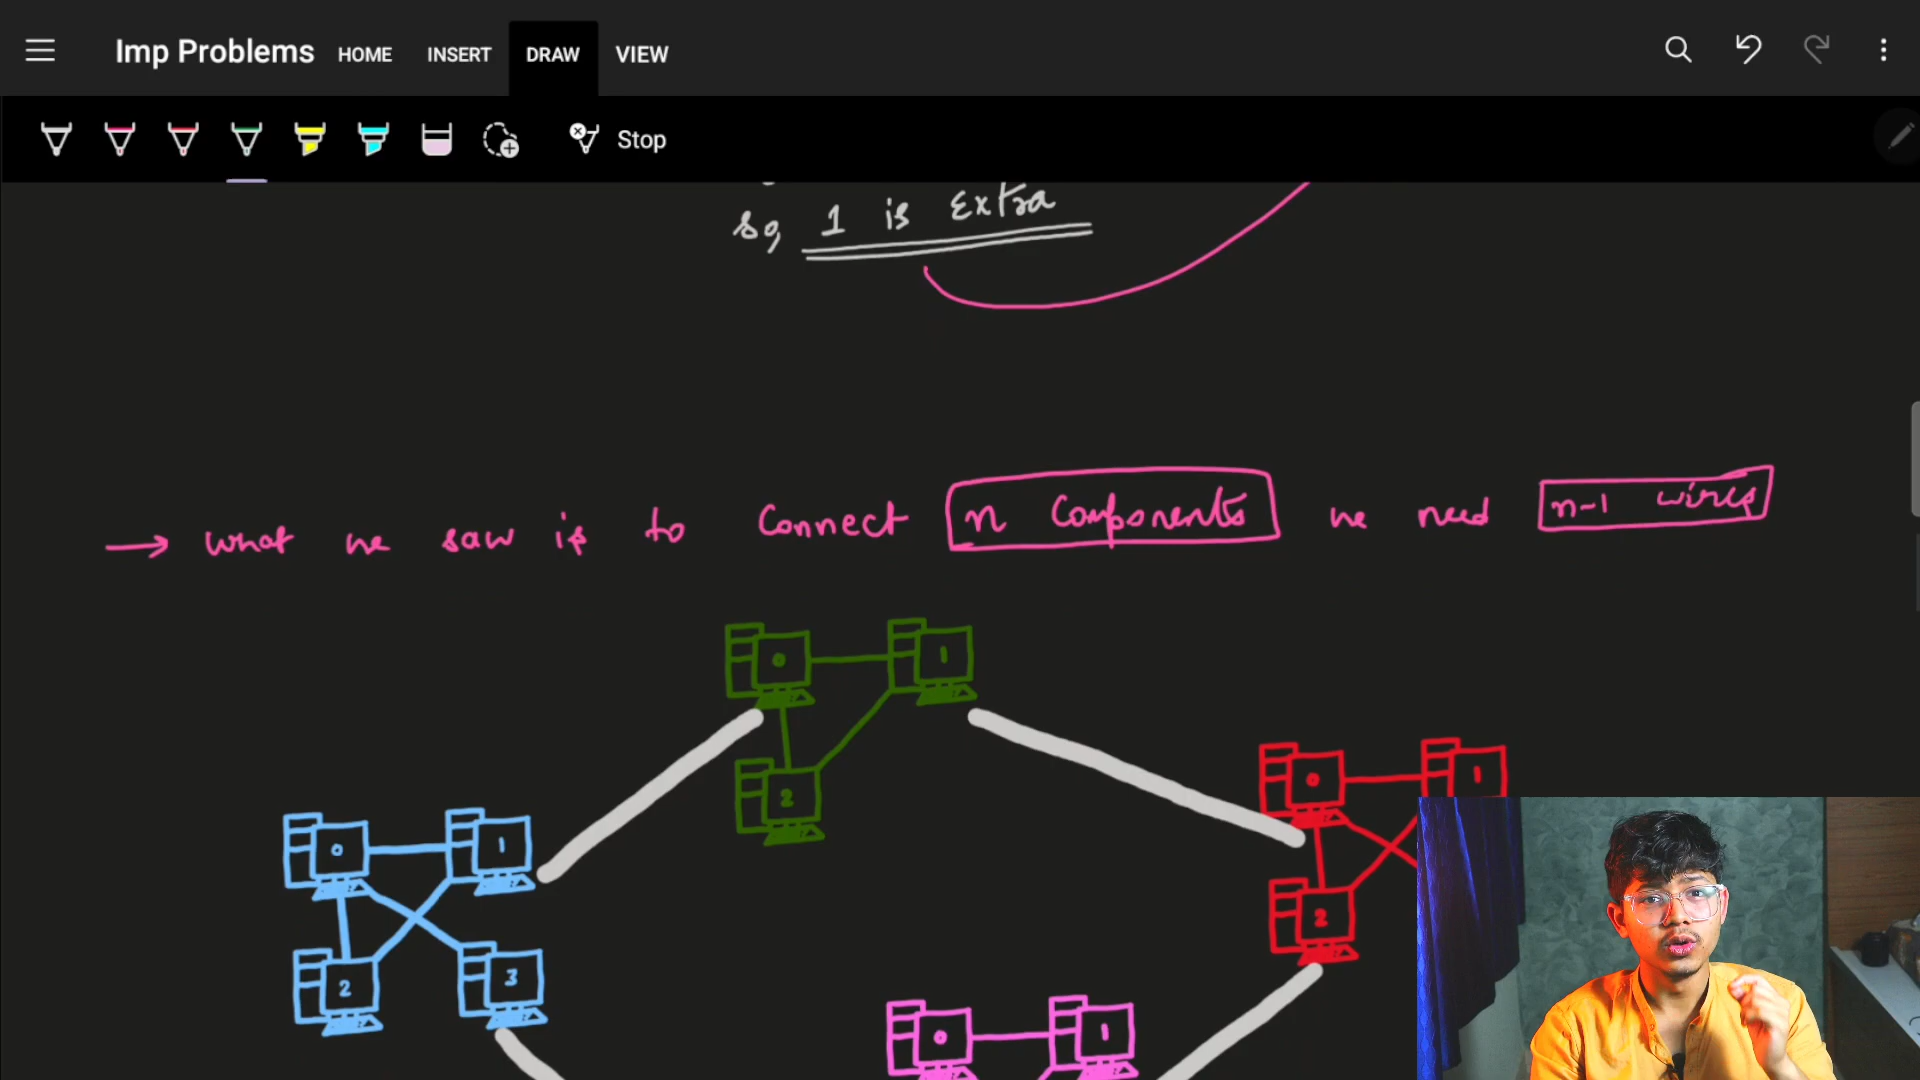 Imp Problems HOME INSERT DRAW VIEW
Stop
so, 1 is Extra
→ what we saw is to connect n components we need n-1 wires
0 1
2
0 1
2
0 1
2 3
0 1